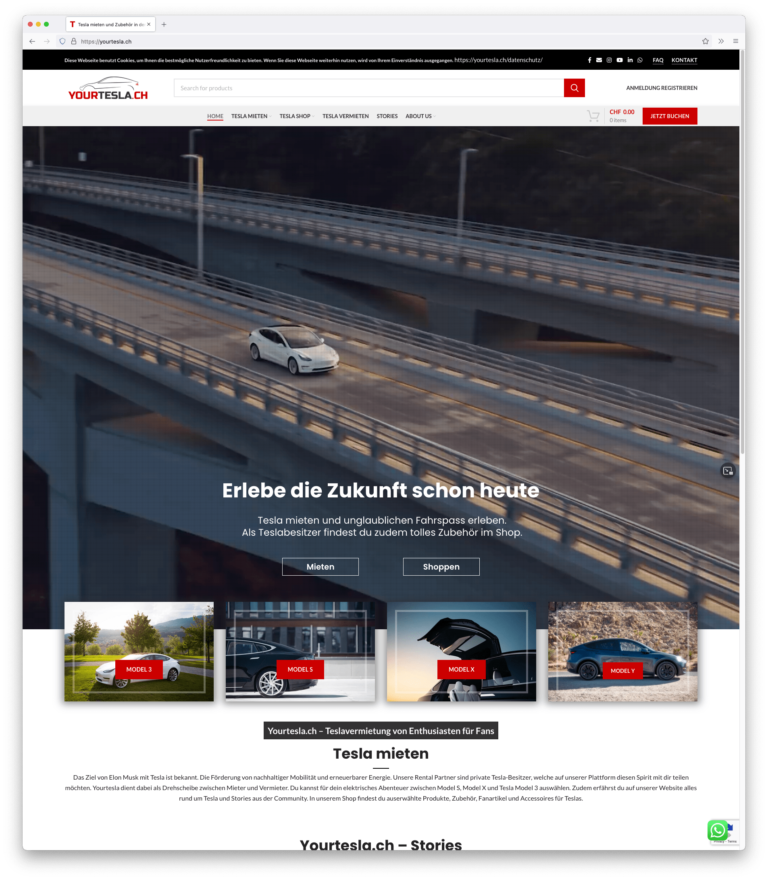 Tesla mieten und Zubehör in de
https://yourtesla.ch
Diese Webseite benutzt Cookies, um Ihnen die bestmögliche Nutzerfreundlichkeit zu bieten. Wenn Sie diese Webseite weiterhin nutzen, wird von Ihrem Einverständnis ausgegangen. https://yourtesla.ch/datenschutz/
FAQ KONTAKT
YOURTESLA.CH
Search for products
ANMELDUNG REGISTRIEREN
HOME TESLA MIETEN TESLA SHOP TESLA VERMIETEN STORIES ABOUT US
CHF 0.00
0 items
JETZT BUCHEN
Erlebe die Zukunft schon heute
Tesla mieten und unglaublichen Fahrspass erleben.
Als Teslabesitzer findest du zudem tolles Zubehör im Shop.
Mieten Shoppen
MODEL 3 MODEL S MODEL X MODEL Y
Yourtesla.ch – Teslavermietung von Enthusiasten für Fans
Tesla mieten
Das Ziel von Elon Musk mit Tesla ist bekannt. Die Förderung von nachhaltiger Mobilität und erneuerbarer Energie. Unsere Rental Partner sind private Tesla-Besitzer, welche auf unserer Plattform diesen Spirit mit dir teilen
möchten. Yourtesla dient dabei als Drehscheibe zwischen Mieter und Vermieter. Du kannst für dein elektrisches Abenteuer zwischen Model S, Model X und Tesla Model 3 auswählen. Zudem erfährst du auf unserer Website alles
rund um Tesla und Stories aus der Community. In unserem Shop findest du auserwählte Produkte, Zubehör, Fanartikel und Accessoires für Teslas.
Yourtesla.ch – Stories